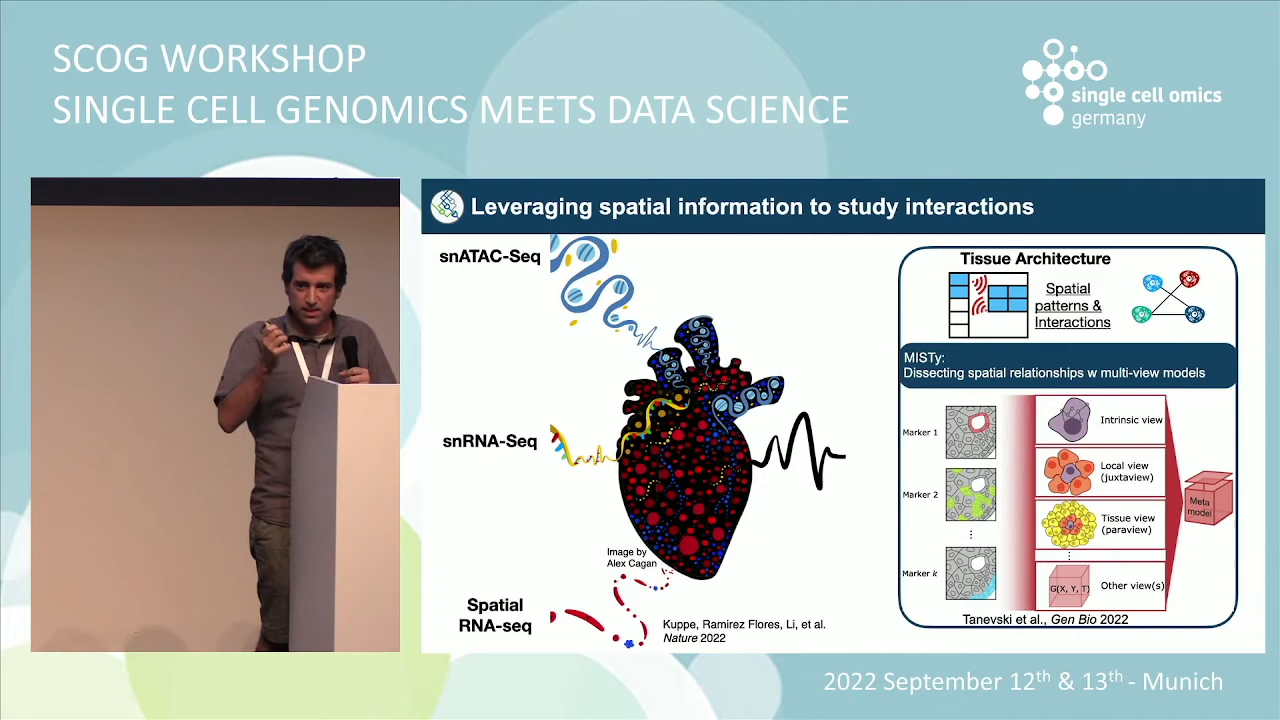 SCOG WORKSHOP
SINGLE CELL GENOMICS MEETS DATA SCIENCE
single cell omics
germany
Leveraging spatial information to study interactions
snATAC-Seq
snRNA-Seq
Spatial
RNA-seq
Image by
Alex Cagan
Kuppe, Ramirez Flores, Li, et al.
Nature 2022
Tissue Architecture
Spatial
patterns &
Interactions
MISTy:
Dissecting spatial relationships w multi-view models
Marker 1
Marker 2
⋮
Marker k
Intrinsic view
Local view
(juxtaview)
Tissue view
(paraview)
⋮
G(X, Y, T)
Other view(s)
Meta
model
Tanevski et al., Gen Bio 2022
2022 September 12th & 13th - Munich